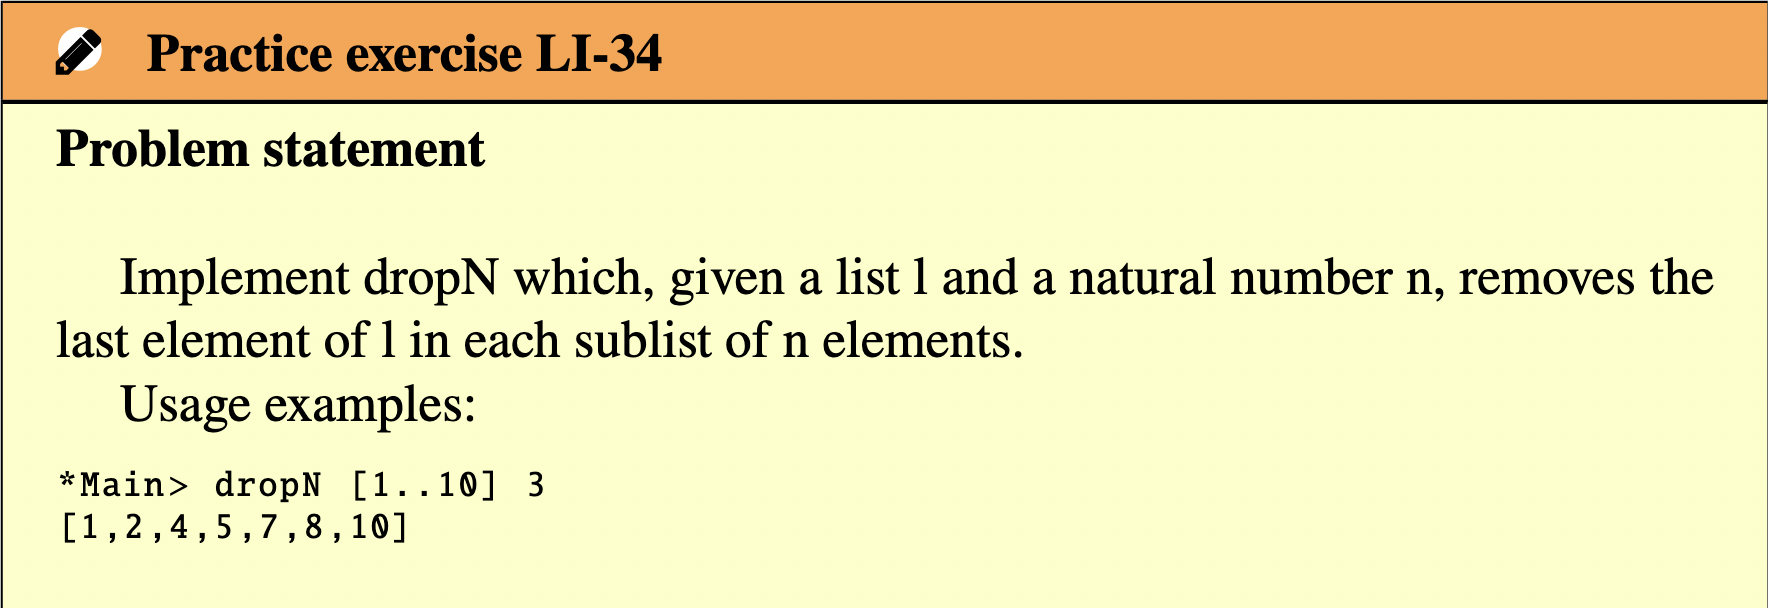 Practice exercise LI-34
Problem statement
Implement dropN which, given a list l and a natural number n, removes the
last element of l in each sublist of n elements.
Usage examples:
*Main> dropN [1..10] 3
[1,2,4,5,7,8,10]